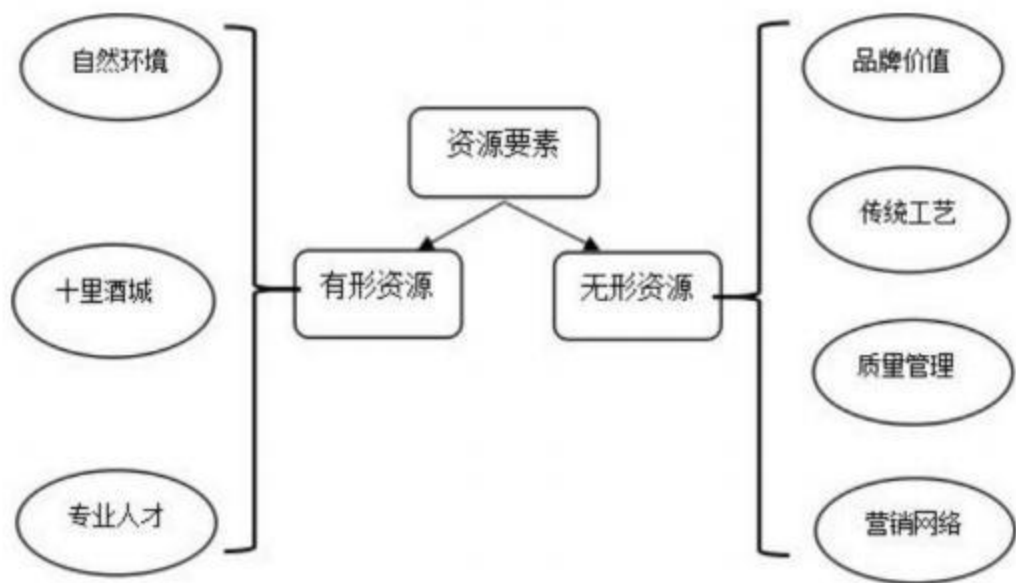 自然环境
品牌价值
资源要素
传统工艺
十里酒城
有形资源
无形资源
质量管理
专业人才
营销网络